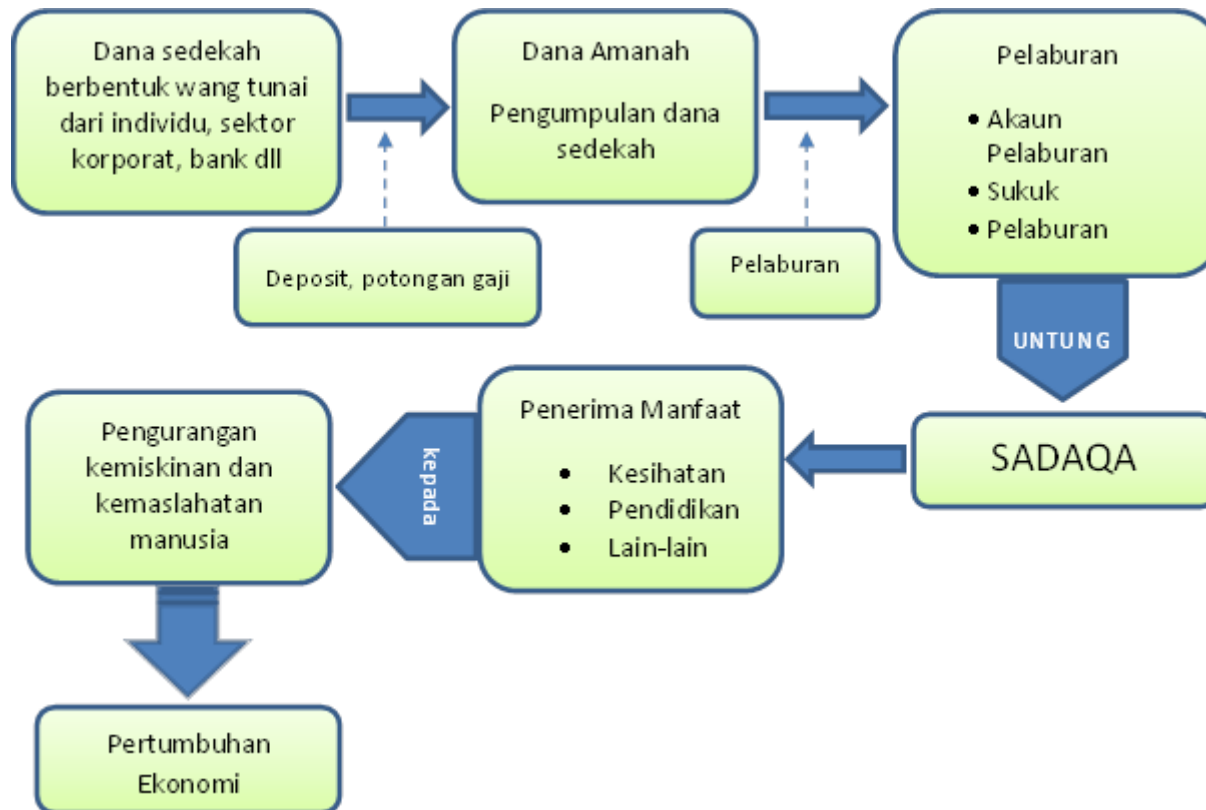 Dana sedekah
berbentuk wang tunai
dari individu, sektor
korporat, bank dll
Dana Amanah
Pengumpulan dana
sedekah
Pelaburan
• Akaun
Pelaburan
• Sukuk
• Pelaburan
Deposit, potongan gaji
Pelaburan
UNTUNG
SADAQA
Penerima Manfaat
• Kesihatan
• Pendidikan
• Lain-lain
kepada
Pengurangan
kemiskinan dan
kemaslahatan
manusia
Pertumbuhan
Ekonomi